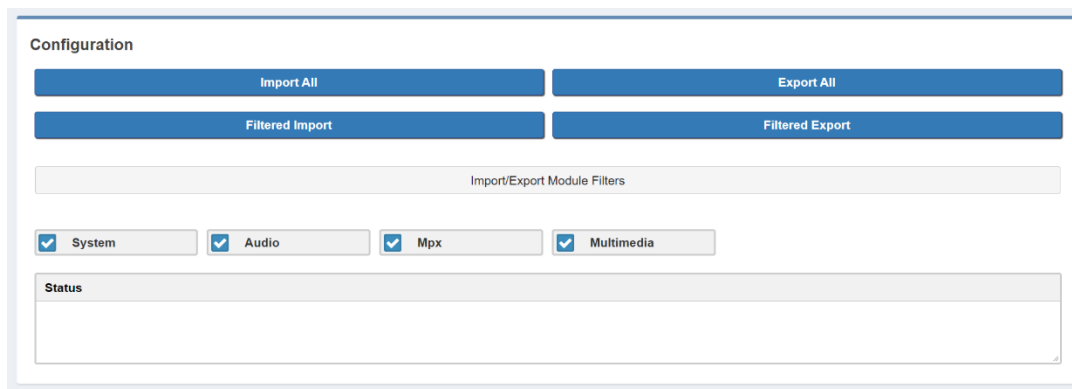 Configuration
Import All
Export All
Filtered Import
Filtered Export
Import/Export Module Filters
System
Audio
Mpx
Multimedia
Status